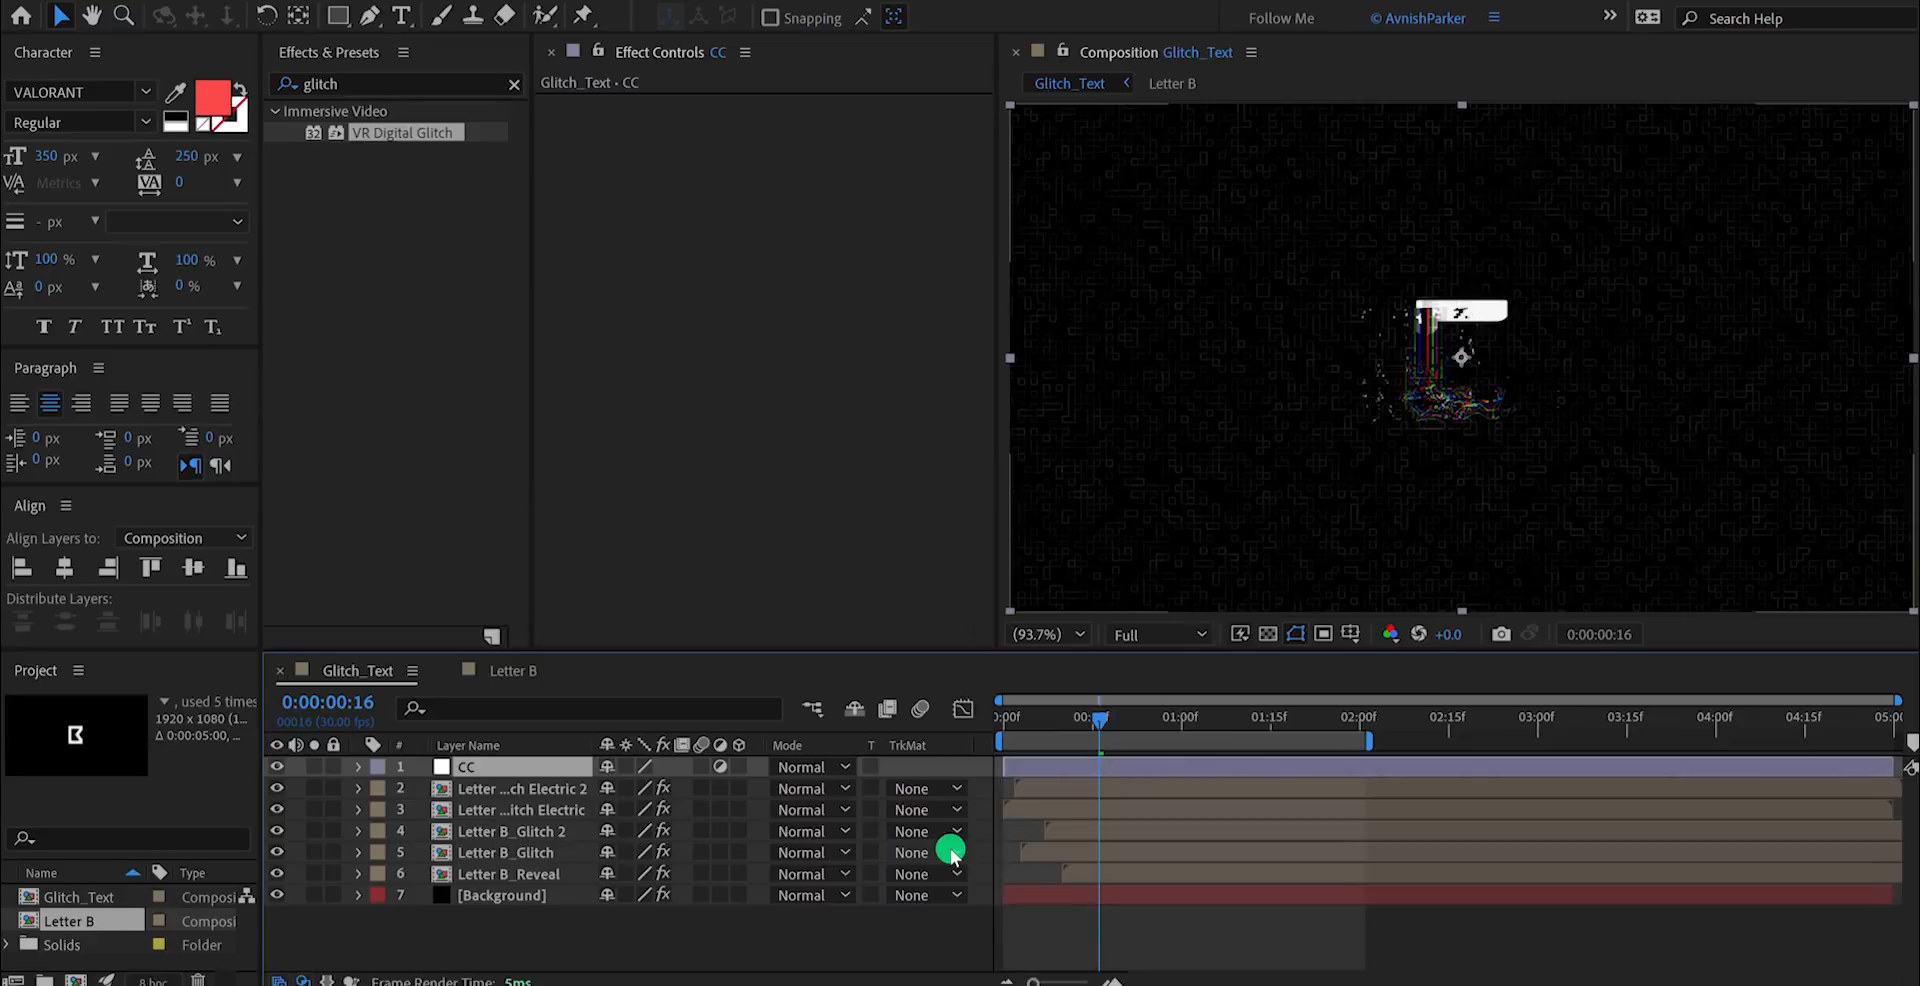 Snapping
Follow Me
© AvnishParker
Search Help
Character
Effects & Presets
Effect Controls CC
Composition Glitch_Text
VALORANT
glitch
Glitch_Text • CC
Glitch_Text
Letter B
Regular
Immersive Video
VR Digital Glitch
350 px
250 px
Metrics
0
- px
100 %
100 %
0 px
0 %
Paragraph
0 px
0 px
0 px
0 px
0 px
Align
Align Layers to:
Composition
Distribute Layers:
(93.7%)
Full
+0.0
0:00:00:16
Project
Glitch_Text
Letter B
, used 5 times
1920 x 1080 (1...
Δ 0:00:05:00, ...
0:00:00:16
00016 (30.00 fps)
:00f
00:
01:00f
01:15f
02:00f
02:15f
03:00f
03:15f
04:00f
04:15f
05:0
#
Layer Name
Mode
T
TrkMat
1
CC
Normal
2
Letter ...ch Electric 2
Normal
None
3
Letter ...itch Electric
Normal
None
4
Letter B_Glitch 2
Normal
None
5
Letter B_Glitch
Normal
None
6
Letter B_Reveal
Normal
None
7
[Background]
Normal
None
Name
Type
Glitch_Text
Composi
Letter B
Composi
Solids
Folder
8 bpc
Frame Render Time: 5ms